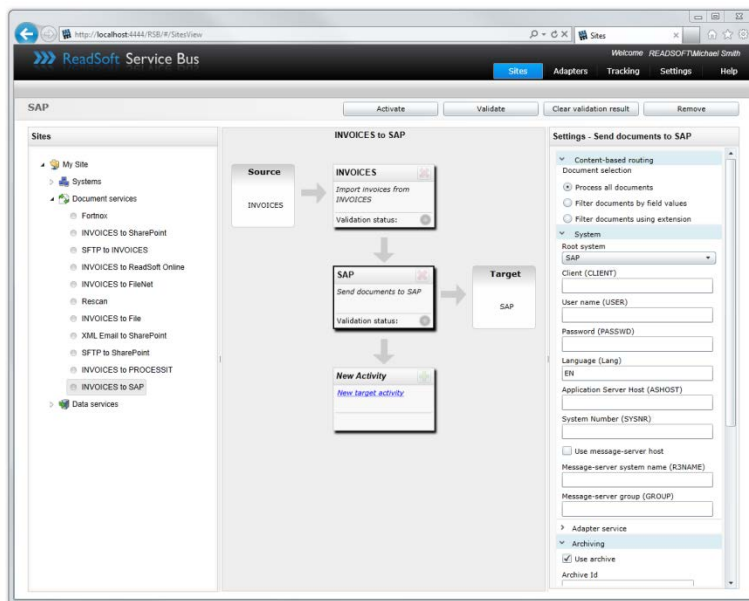 http://localhost:4444/RSB/#/SitesView
Sites
ReadSoft Service Bus
Welcome READSOFT\Michael Smith
Sites Adapters Tracking Settings Help
SAP
Activate Validate Clear validation result Remove
Sites
My Site
Systems
Document services
Fortnox
INVOICES to SharePoint
SFTP to INVOICES
INVOICES to ReadSoft Online
INVOICES to FileNet
Rescan
INVOICES to File
XML Email to SharePoint
SFTP to SharePoint
INVOICES to PROCESSIT
INVOICES to SAP
Data services
INVOICES to SAP
Source
INVOICES
INVOICES
Import invoices from
INVOICES
Validation status:
SAP
Send documents to SAP
Validation status:
Target
SAP
New Activity
New target activity
Settings - Send documents to SAP
Content-based routing
Document selection
Process all documents
Filter documents by field values
Filter documents using extension
System
Root system
SAP
Client (CLIENT)
User name (USER)
Password (PASSWD)
Language (Lang)
EN
Application Server Host (ASHOST)
System Number (SYSNR)
Use message-server host
Message-server system name (R3NAME)
Message-server group (GROUP)
Adapter service
Archiving
Use archive
Archive Id